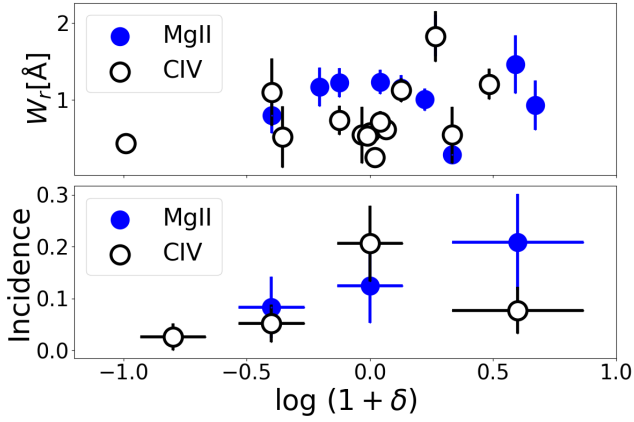 2
1
W_r[Å]
MgII
CIV
0.3
0.2
0.1
0.0
Incidence
MgII
CIV
−1.0 −0.5 0.0 0.5 1.0
log (1 + δ)